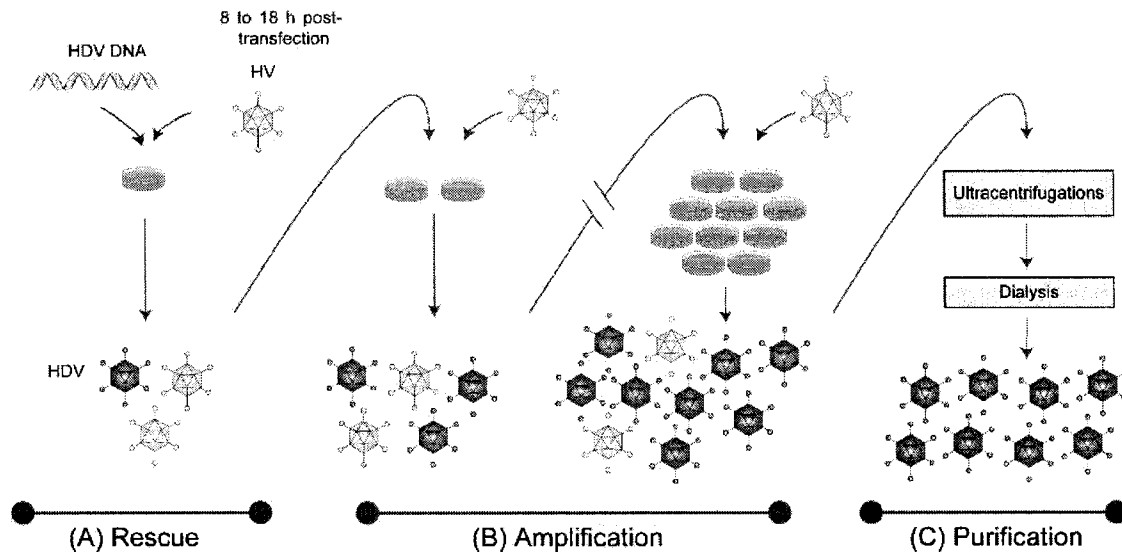 8 to 18 h post-
transfection
HDV DNA
HV
Ultracentrifugations
Dialysis
HDV
(A) Rescue
(B) Amplification
(C) Purification